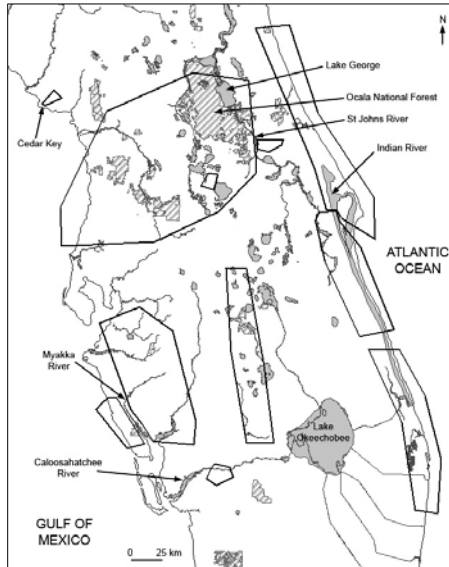 N
Lake George
Ocala National Forest
St Johns River
Cedar Key
Indian River
ATLANTIC
OCEAN
Myakka
River
Lake
Okeechobee
Caloosahatchee
River
GULF OF
MEXICO
0 25 km